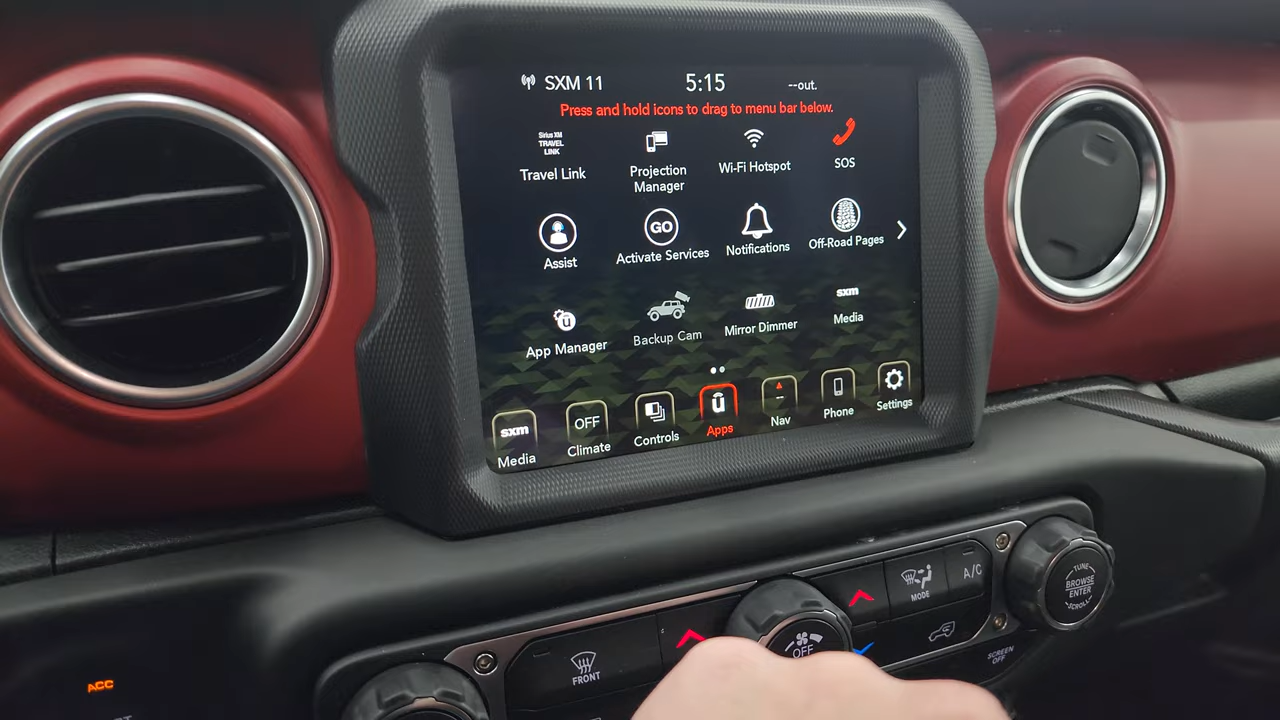 SXM 11
5:15
--out.
Press and hold icons to drag to menu bar below.
Sirius XM
TRAVEL
LINK
Travel Link
Projection
Manager
Wi-Fi Hotspot
SOS
Assist
GO
Activate Services
Notifications
Off-Road Pages
App Manager
Backup Cam
Mirror Dimmer
sxm
Media
sxm
Media
OFF
Climate
Controls
Apps
--
Nav
Phone
Settings
FRONT
OFF
MODE
A/C
TUNE
BROWSE
ENTER
SCROLL
SCREEN
OFF
ACC